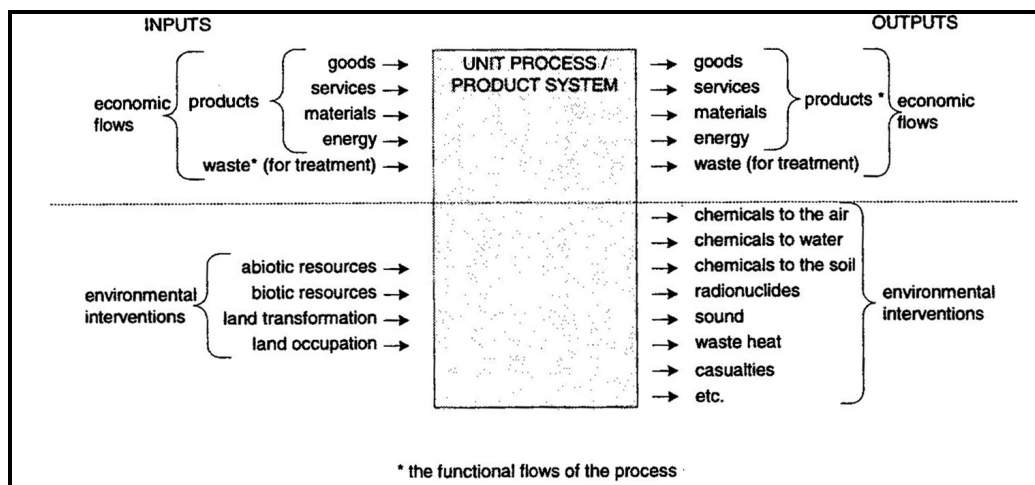 INPUTS
OUTPUTS
goods
services
materials
energy
products
economic
flows
waste* (for treatment)
abiotic resources
biotic resources
land transformation
land occupation
environmental
interventions
UNIT PROCESS /
PRODUCT SYSTEM
goods
services
materials
energy
products *
economic
flows
waste (for treatment)
chemicals to the air
chemicals to water
chemicals to the soil
radionuclides
sound
waste heat
casualties
etc.
environmental
interventions
* the functional flows of the process